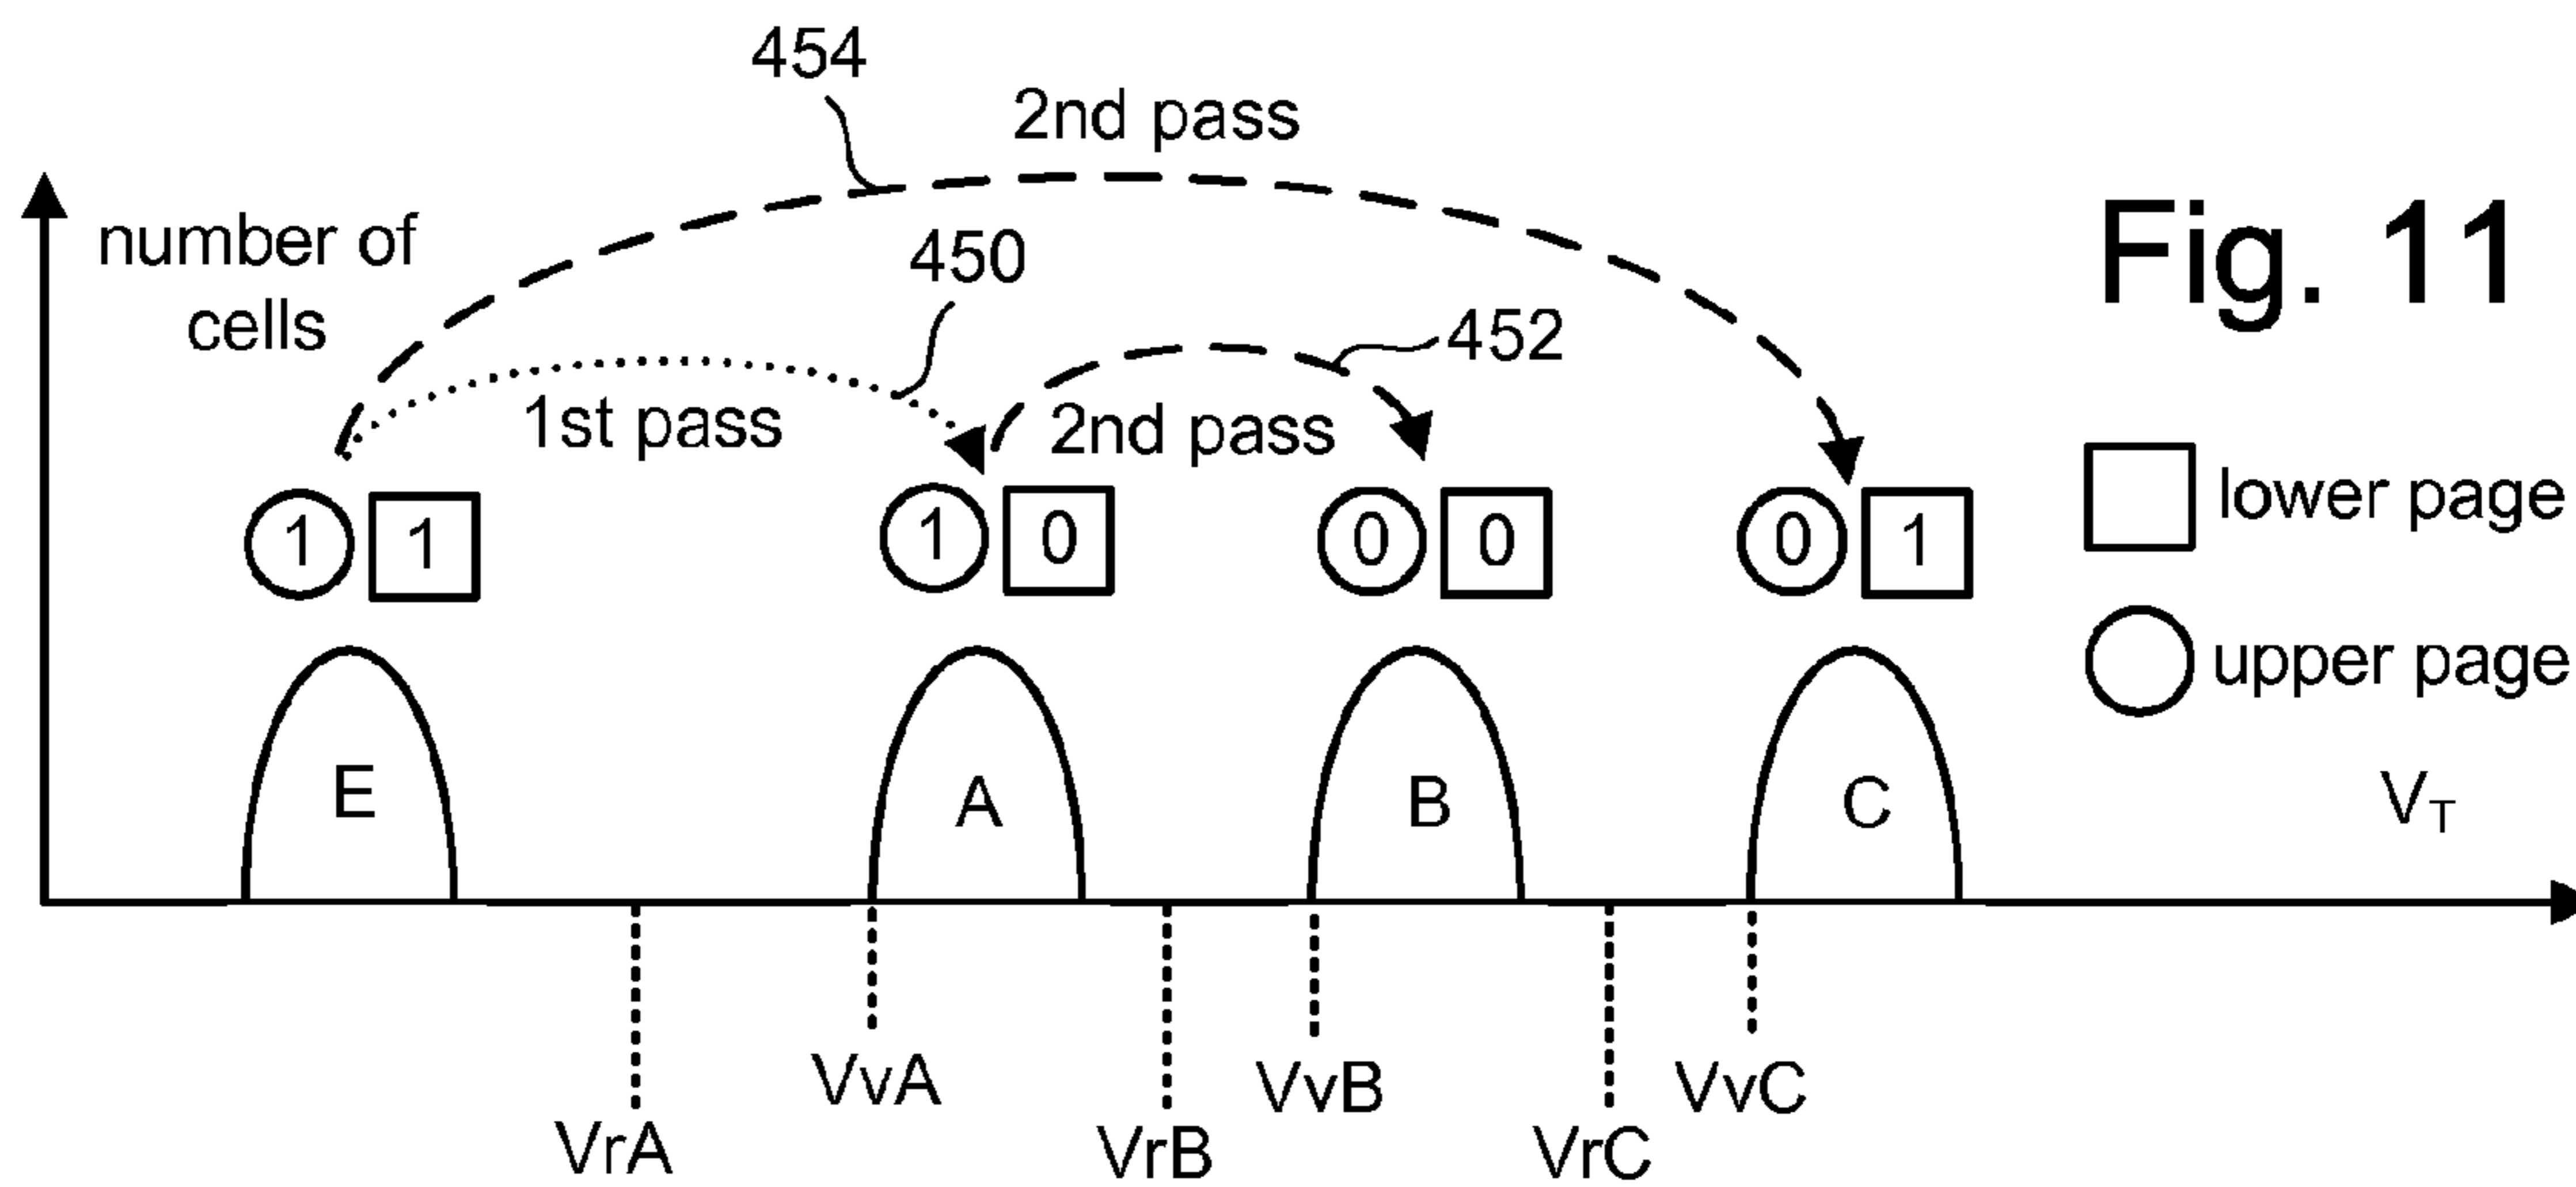 454
2nd pass
Fig. 11
number of
cells
450
452
1st pass
2nd pass
1 1
1 0
0 0
0 1
lower page
upper page
E
A
B
C
VT
VvA
VvB
VvC
VrA
VrB
VrC